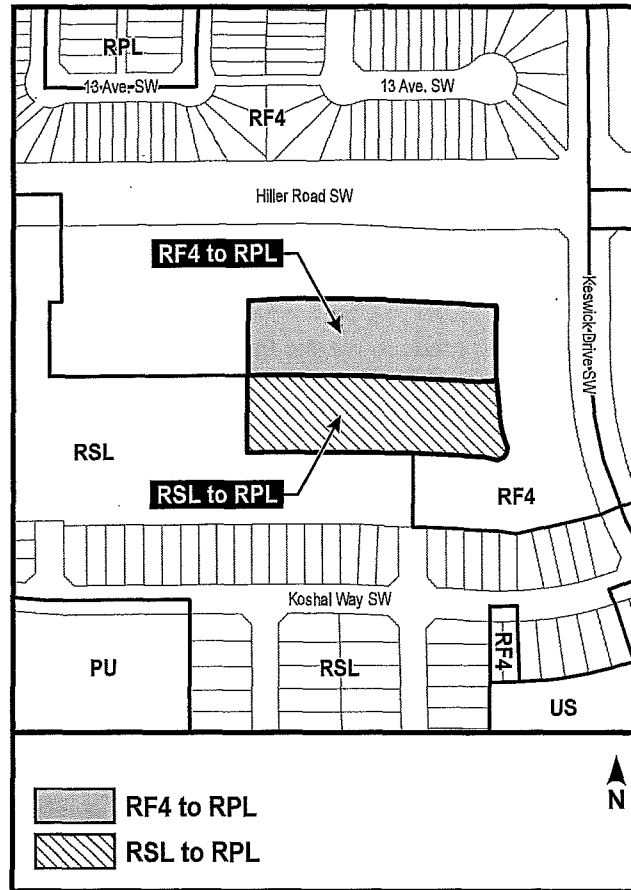 RPL
13 Ave. SW
13 Ave. SW
RF4
Hiller Road SW
RF4 to RPL
Keswick Drive SW
RSL
RSL to RPL
RF4
Koshal Way SW
PU
RSL
RF4
US
RF4 to RPL
RSL to RPL
N